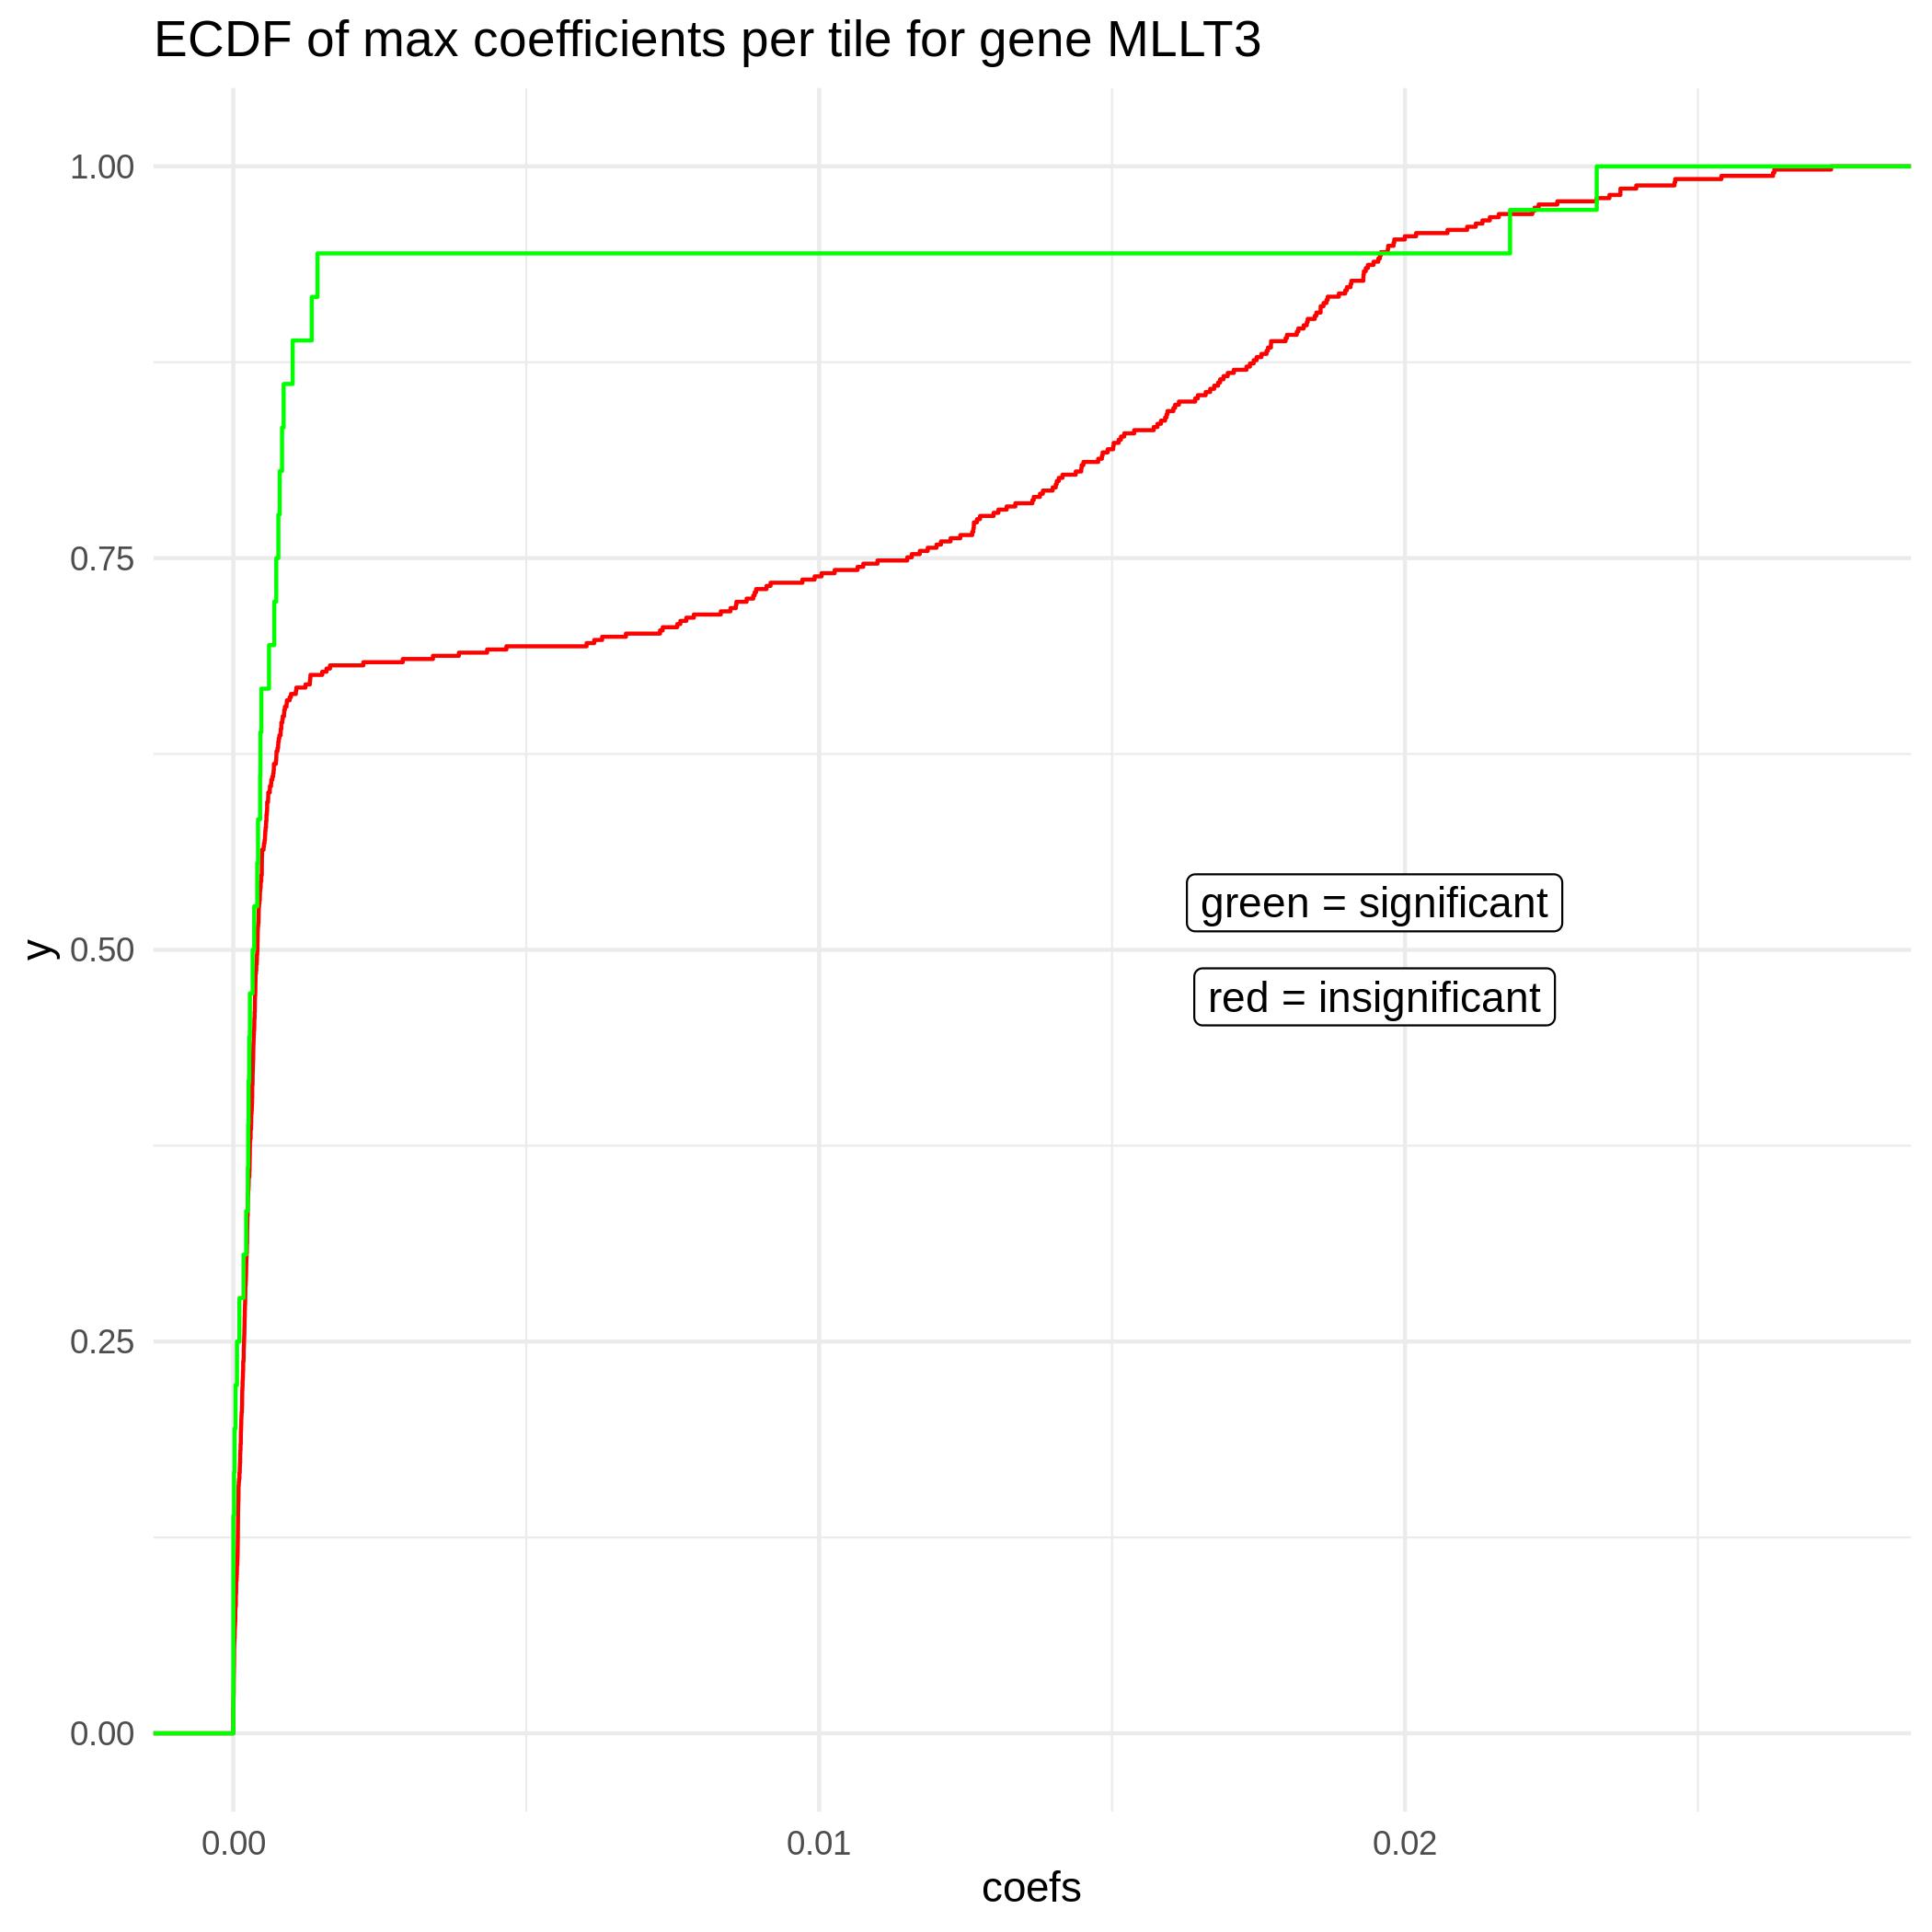 ECDF of max coefficients per tile for gene MLLT3
1.00
0.75
0.50
0.25
0.00
y
green = significant
red = insignificant
0.00 0.01 0.02
coefs